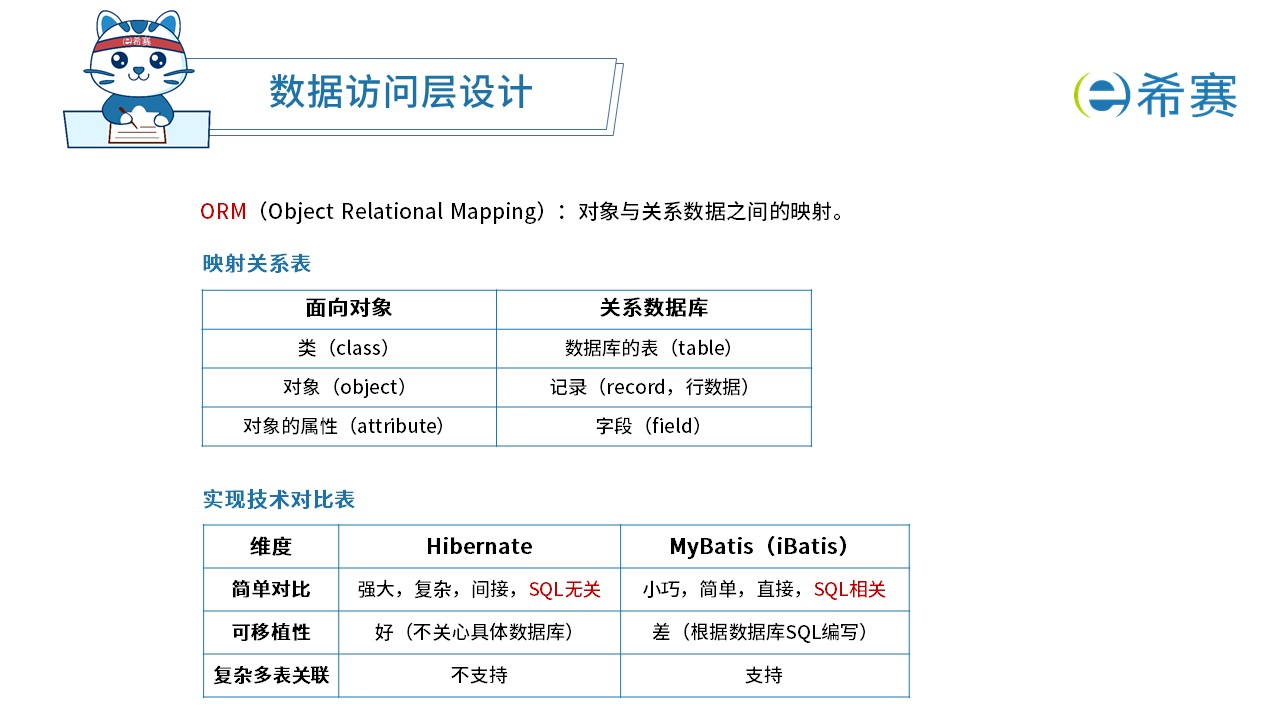 希赛
数据访问层设计
希赛
ORM（Object Relational Mapping）：对象与关系数据之间的映射。
映射关系表
面向对象 关系数据库
类（class） 数据库的表（table）
对象（object） 记录（record，行数据）
对象的属性（attribute） 字段（field）
实现技术对比表
维度 Hibernate MyBatis（iBatis）
简单对比 强大，复杂，间接，SQL无关 小巧，简单，直接，SQL相关
可移植性 好（不关心具体数据库） 差（根据数据库SQL编写）
复杂多表关联 不支持 支持